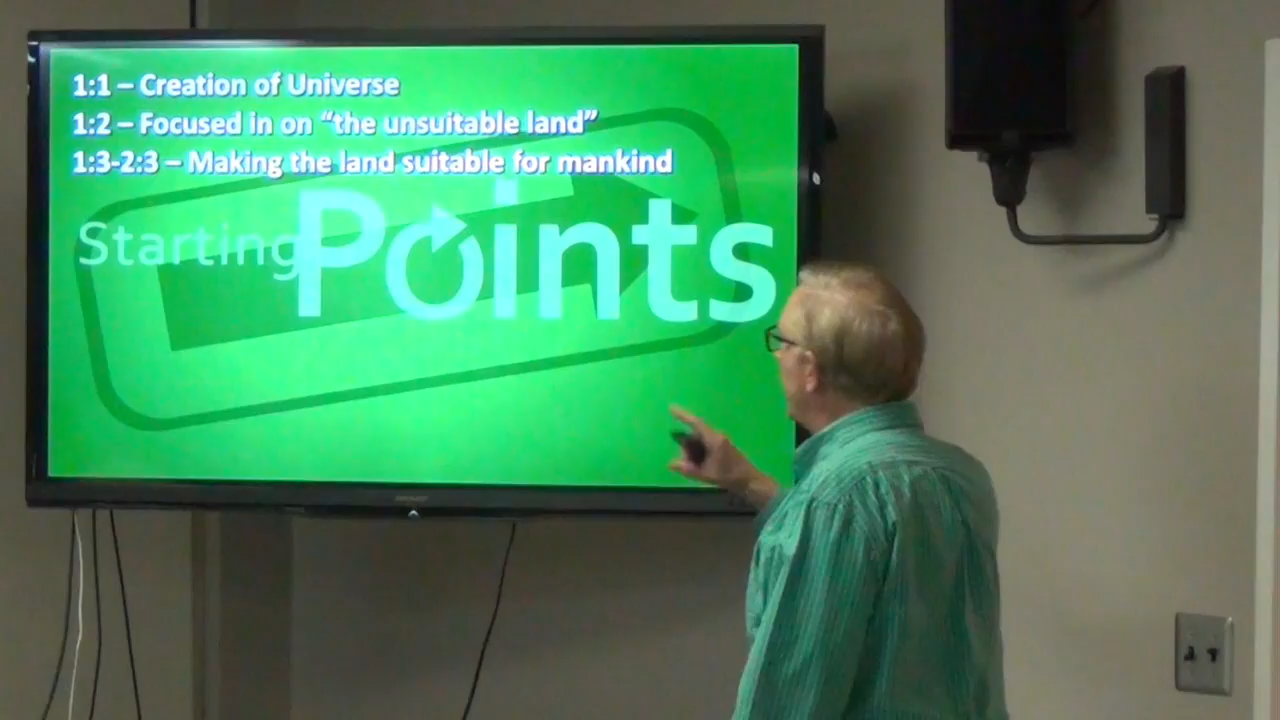 1:1 – Creation of Universe
1:2 – Focused in on “the unsuitable land”
1:3-2:3 – Making the land suitable for mankind
Starting Points